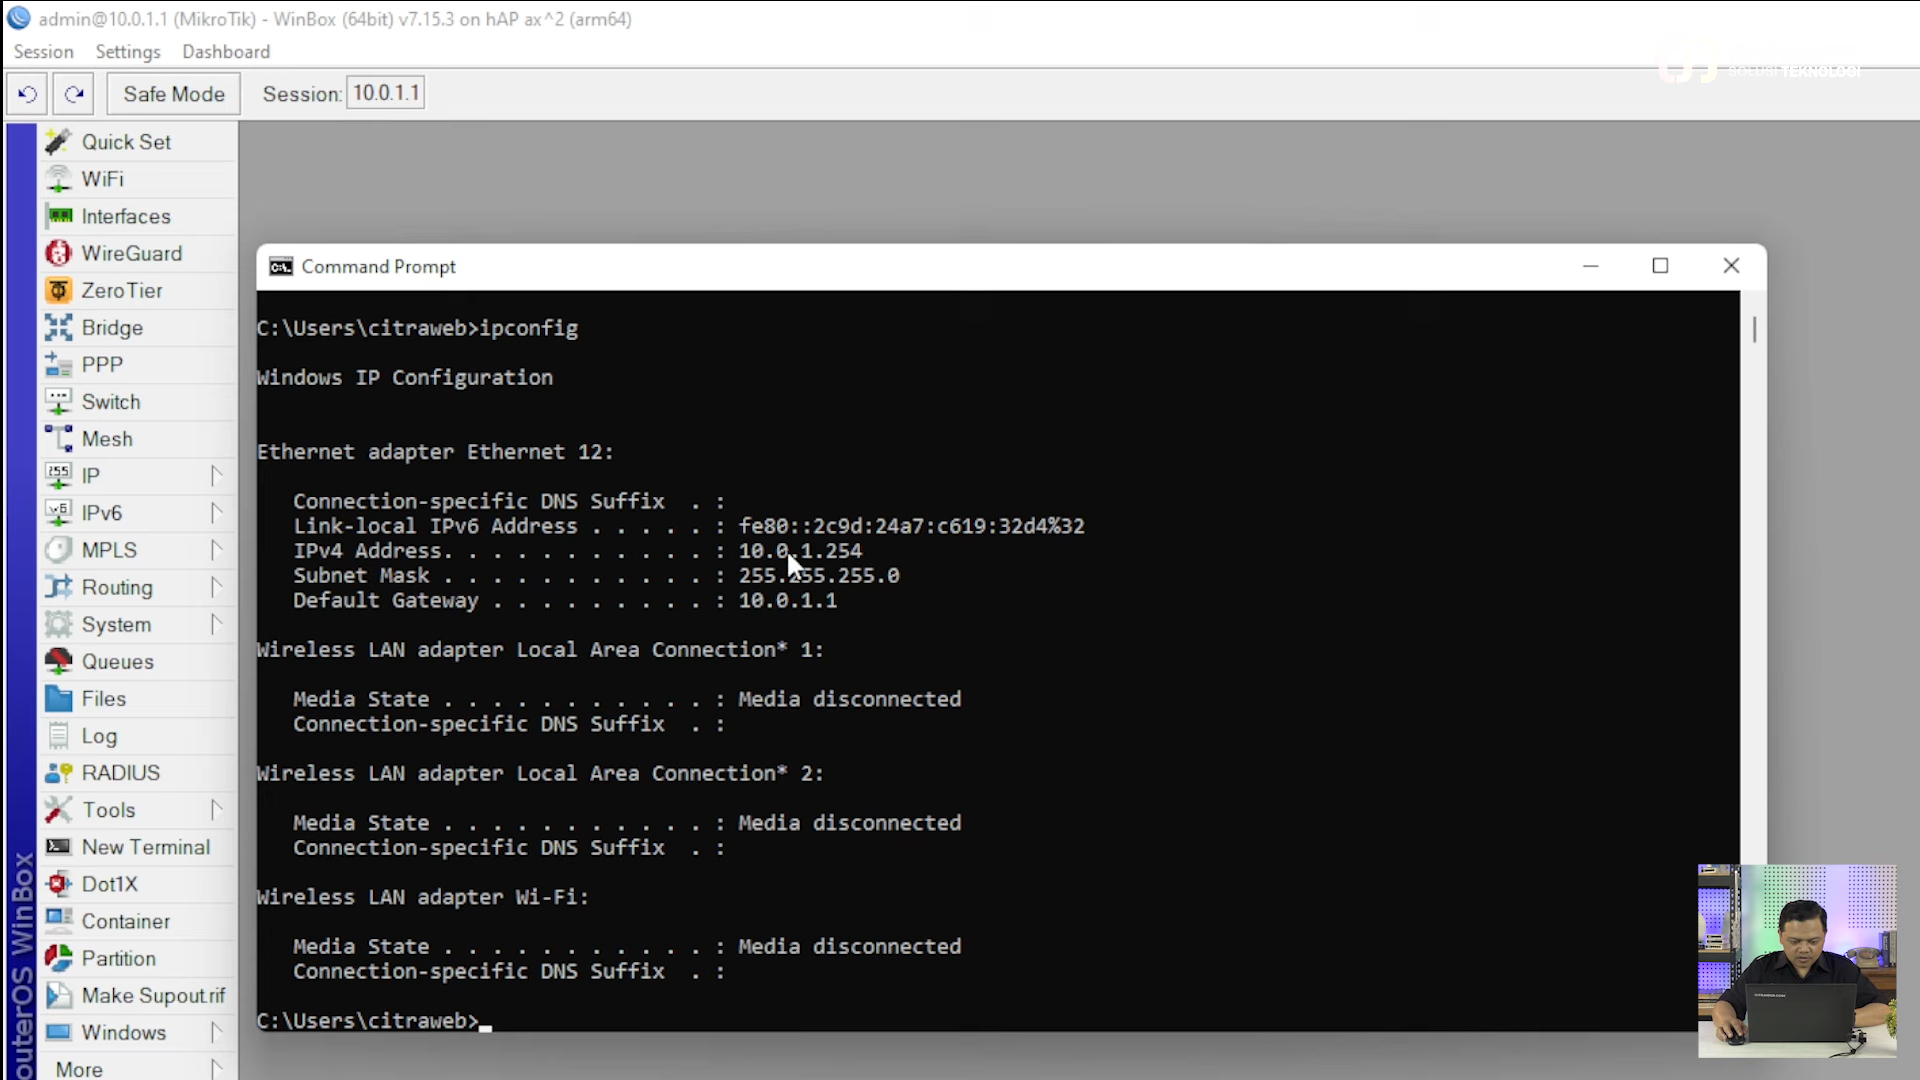 admin@10.0.1.1 (MikroTik) - WinBox (64bit) v7.15.3 on hAP ax^2 (arm64)
Session Settings Dashboard
SOLUSI TEKNOLOGI
Safe Mode Session: 10.0.1.1
Quick Set
WiFi
Interfaces
WireGuard
ZeroTier
Bridge
PPP
Switch
Mesh
IP
IPv6
MPLS
Routing
System
Queues
Files
Log
RADIUS
Tools
New Terminal
Dot1X
Container
Partition
Make Supout.rif
Windows
More
outerOS WinBox
Command Prompt
C:\Users\citraweb>ipconfig
Windows IP Configuration
Ethernet adapter Ethernet 12:
Connection-specific DNS Suffix . :
Link-local IPv6 Address . . . . . : fe80::2c9d:24a7:c619:32d4%32
IPv4 Address. . . . . . . . . . . : 10.0.1.254
Subnet Mask . . . . . . . . . . . : 255.255.255.0
Default Gateway . . . . . . . . . : 10.0.1.1
Wireless LAN adapter Local Area Connection* 1:
Media State . . . . . . . . . . . : Media disconnected
Connection-specific DNS Suffix . :
Wireless LAN adapter Local Area Connection* 2:
Media State . . . . . . . . . . . : Media disconnected
Connection-specific DNS Suffix . :
Wireless LAN adapter Wi-Fi:
Media State . . . . . . . . . . . : Media disconnected
Connection-specific DNS Suffix . :
C:\Users\citraweb>